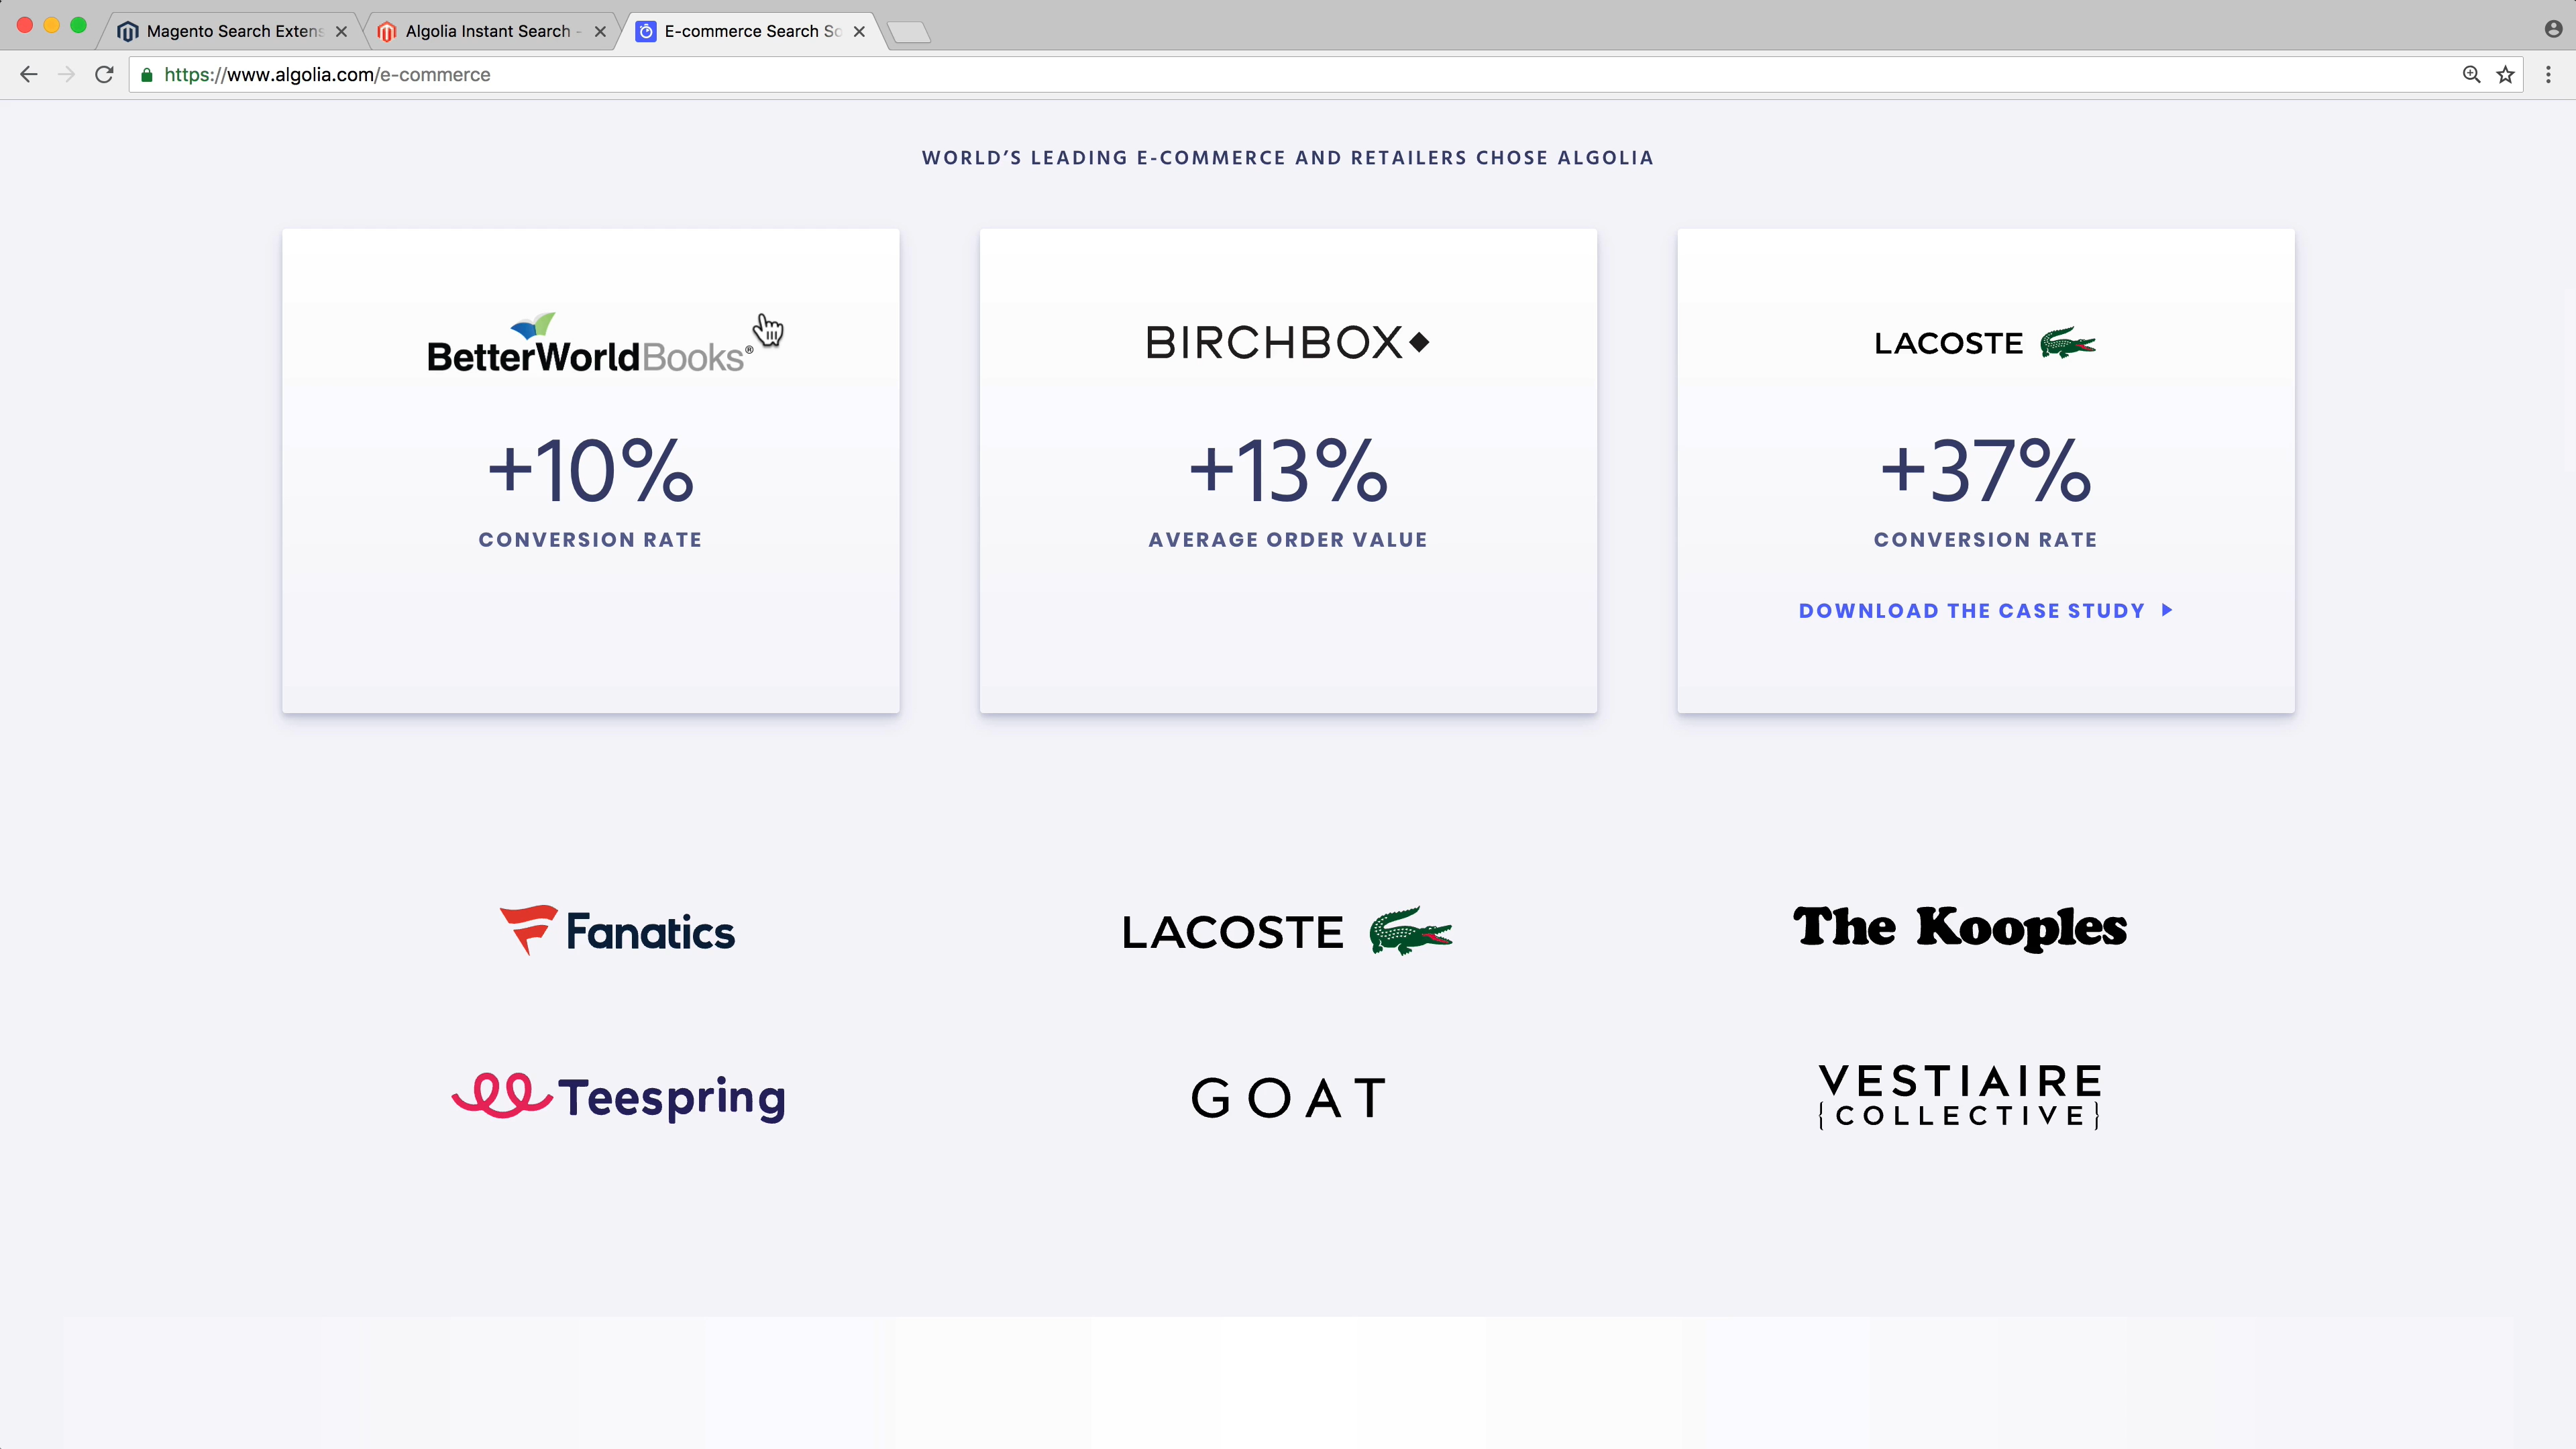 Magento Search Extens
Algolia Instant Search -
E-commerce Search So
https://www.algolia.com/e-commerce
WORLD’S LEADING E-COMMERCE AND RETAILERS CHOSE ALGOLIA
BetterWorldBooks®
+10%
CONVERSION RATE
BIRCHBOX
+13%
AVERAGE ORDER VALUE
LACOSTE
+37%
CONVERSION RATE
DOWNLOAD THE CASE STUDY
Fanatics
LACOSTE
The Kooples
Teespring
GOAT
VESTIAIRE
{COLLECTIVE}